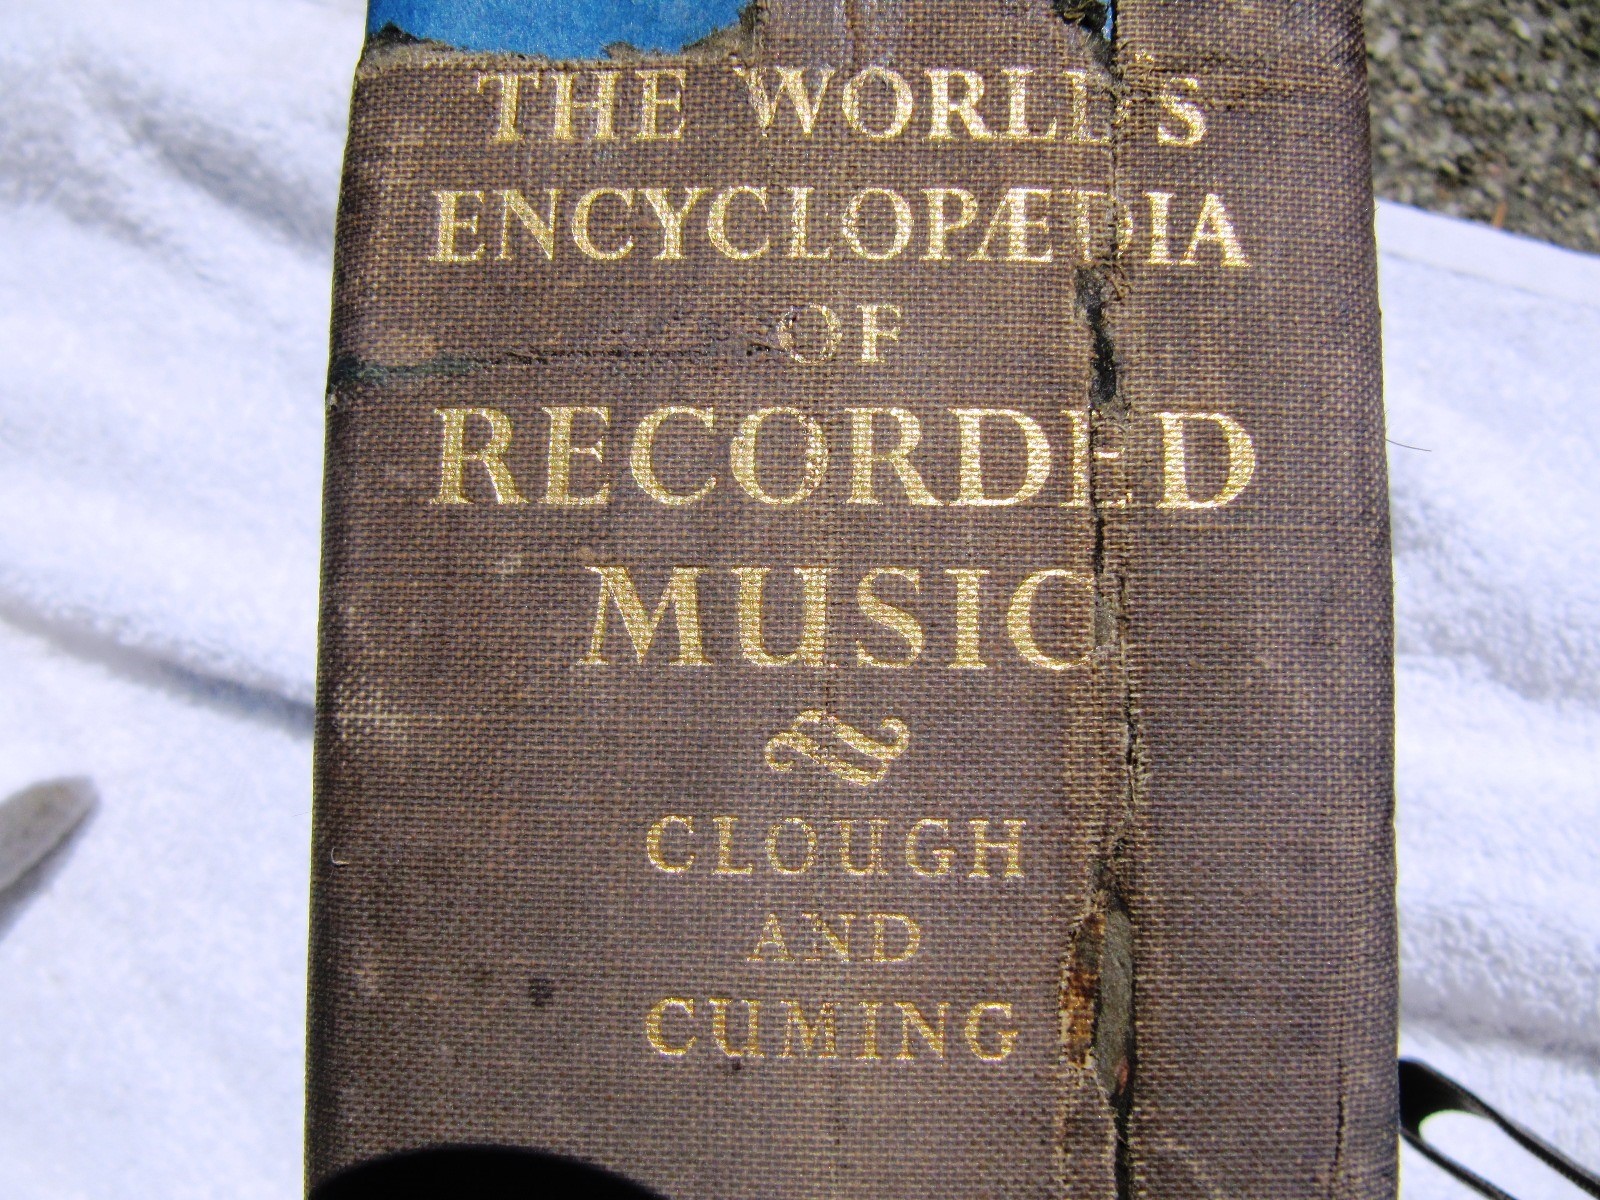 THE WORLD'S
ENCYCLOPÆDIA
OF
RECORDED
MUSIC
CLOUGH
AND
CUMING